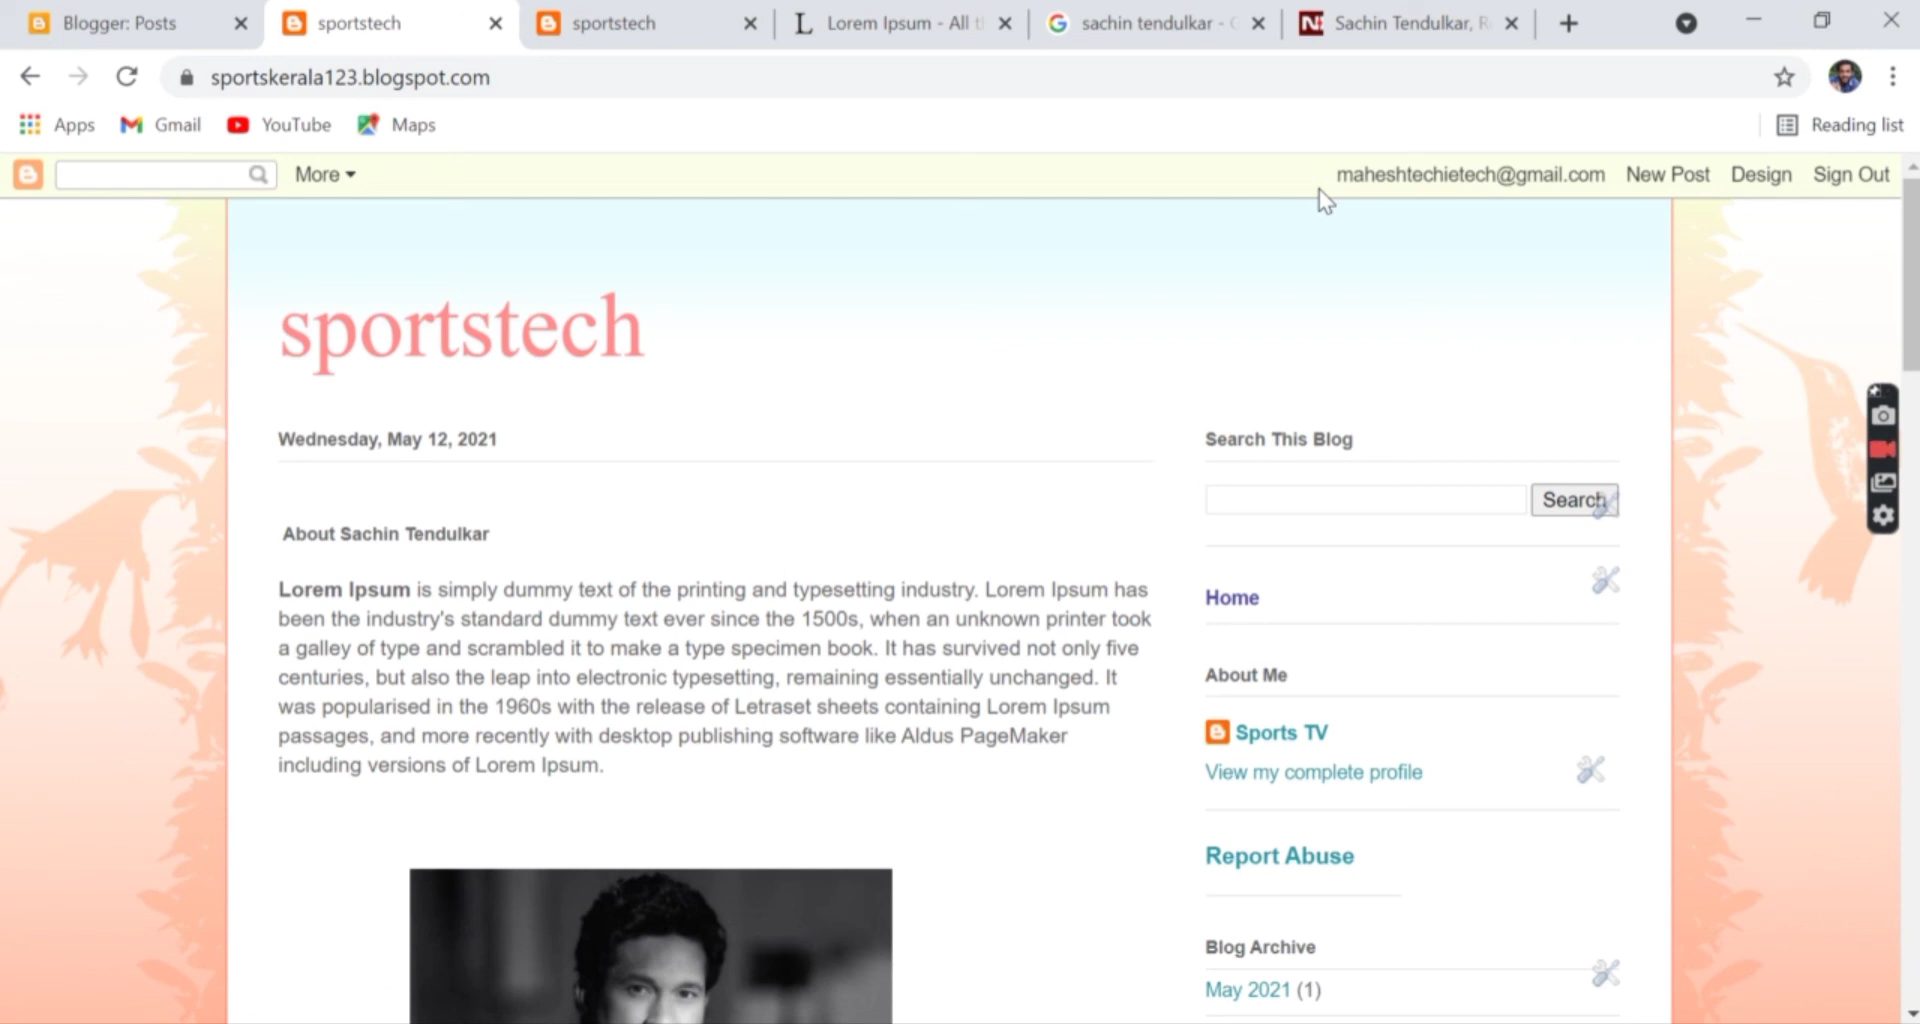 Blogger: Posts
sportstech
sportstech
Lorem Ipsum - All
sachin tendulkar -
Sachin Tendulkar,
sportskerala123.blogspot.com
Apps
Gmail
YouTube
Maps
Reading list
More
maheshtechietech@gmail.com
New Post
Design
Sign Out
sportstech
Wednesday, May 12, 2021
About Sachin Tendulkar
Lorem Ipsum is simply dummy text of the printing and typesetting industry. Lorem Ipsum has
been the industry's standard dummy text ever since the 1500s, when an unknown printer took
a galley of type and scrambled it to make a type specimen book. It has survived not only five
centuries, but also the leap into electronic typesetting, remaining essentially unchanged. It
was popularised in the 1960s with the release of Letraset sheets containing Lorem Ipsum
passages, and more recently with desktop publishing software like Aldus PageMaker
including versions of Lorem Ipsum.
Search This Blog
Search
Home
About Me
Sports TV
View my complete profile
Report Abuse
Blog Archive
May 2021 (1)